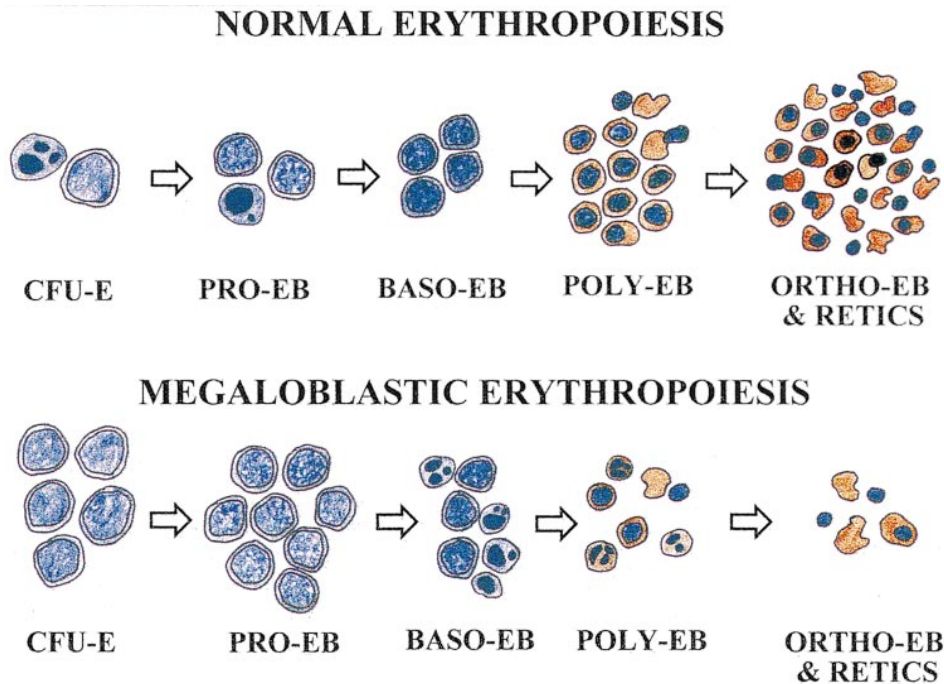 NORMAL ERYTHROPOIESIS
CFU-E
PRO-EB
BASO-EB
POLY-EB
ORTHO-EB
& RETICS
MEGALOBLASTIC ERYTHROPOIESIS
CFU-E
PRO-EB
BASO-EB
POLY-EB
ORTHO-EB
& RETICS